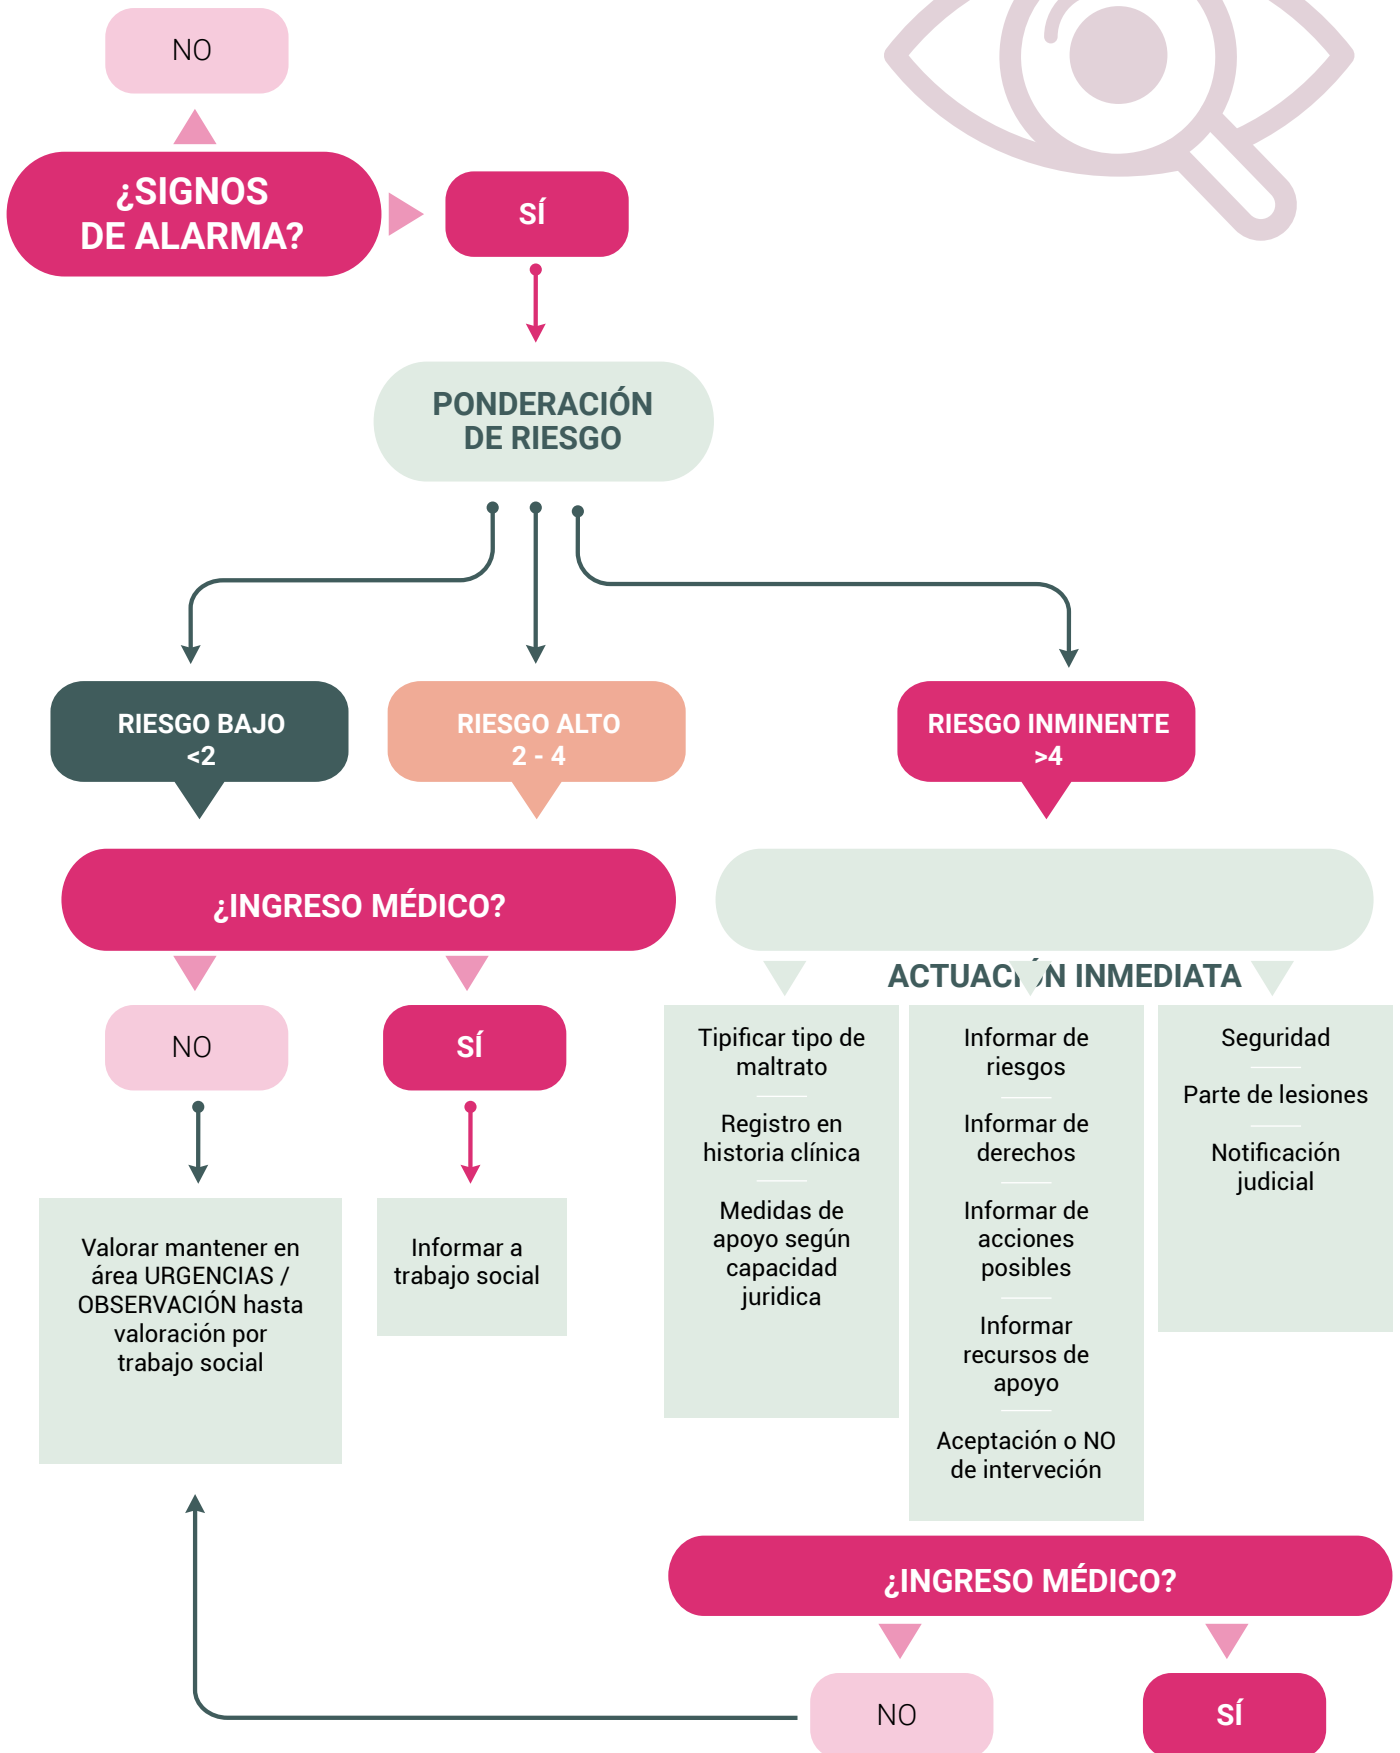 NO
¿SIGNOS
DE ALARMA?
SÍ
PONDERACIÓN
DE RIESGO
RIESGO BAJO
<2
RIESGO ALTO
2 - 4
RIESGO INMINENTE
>4
¿INGRESO MÉDICO?
NO
SÍ
Valorar mantener en
área URGENCIAS /
OBSERVACIÓN hasta
valoración por
trabajo social
Informar a
trabajo social
ACTUACIÓN INMEDIATA
Tipificar tipo de
maltrato
Registro en
historia clínica
Medidas de
apoyo según
capacidad
juridica
Informar de
riesgos
Informar de
derechos
Informar de
acciones
posibles
Informar
recursos de
apoyo
Aceptación o NO
de interveción
Seguridad
Parte de lesiones
Notificación
judicial
¿INGRESO MÉDICO?
NO
SÍ